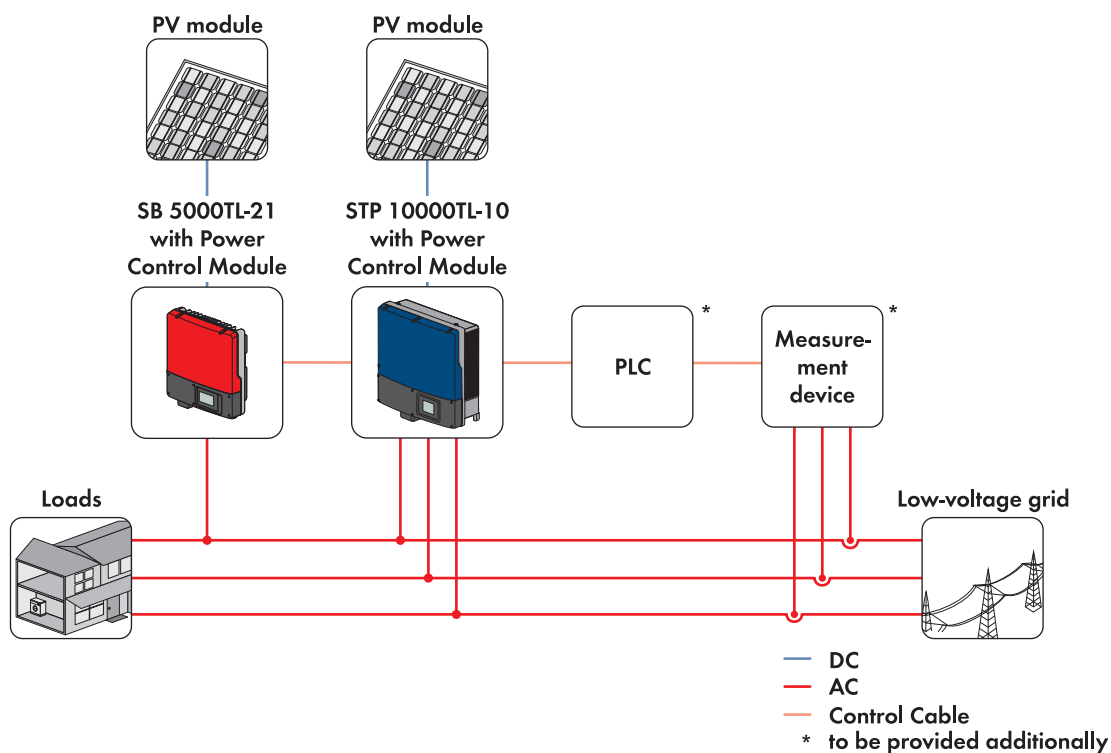 PV module
PV module
SB 5000TL-21
with Power
Control Module
STP 10000TL-10
with Power
Control Module
*
*
PLC
Measure-
ment
device
Loads
Low-voltage grid
DC
AC
Control Cable
* to be provided additionally